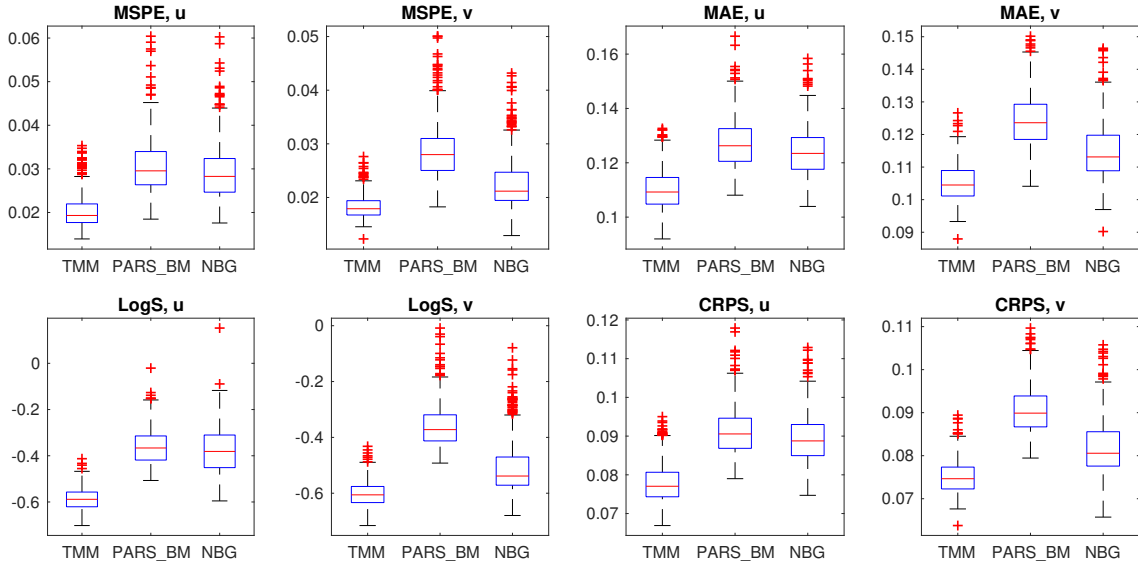 MSPE, u
0.06
0.05
0.04
0.03
0.02
TMM PARS_BM NBG
MSPE, v
0.05
0.04
0.03
0.02
TMM PARS_BM NBG
MAE, u
0.16
0.14
0.12
0.1
TMM PARS_BM NBG
MAE, v
0.15
0.14
0.13
0.12
0.11
0.1
0.09
TMM PARS_BM NBG
LogS, u
0
-0.2
-0.4
-0.6
TMM PARS_BM NBG
LogS, v
0
-0.2
-0.4
-0.6
TMM PARS_BM NBG
CRPS, u
0.12
0.11
0.1
0.09
0.08
0.07
TMM PARS_BM NBG
CRPS, v
0.11
0.1
0.09
0.08
0.07
TMM PARS_BM NBG